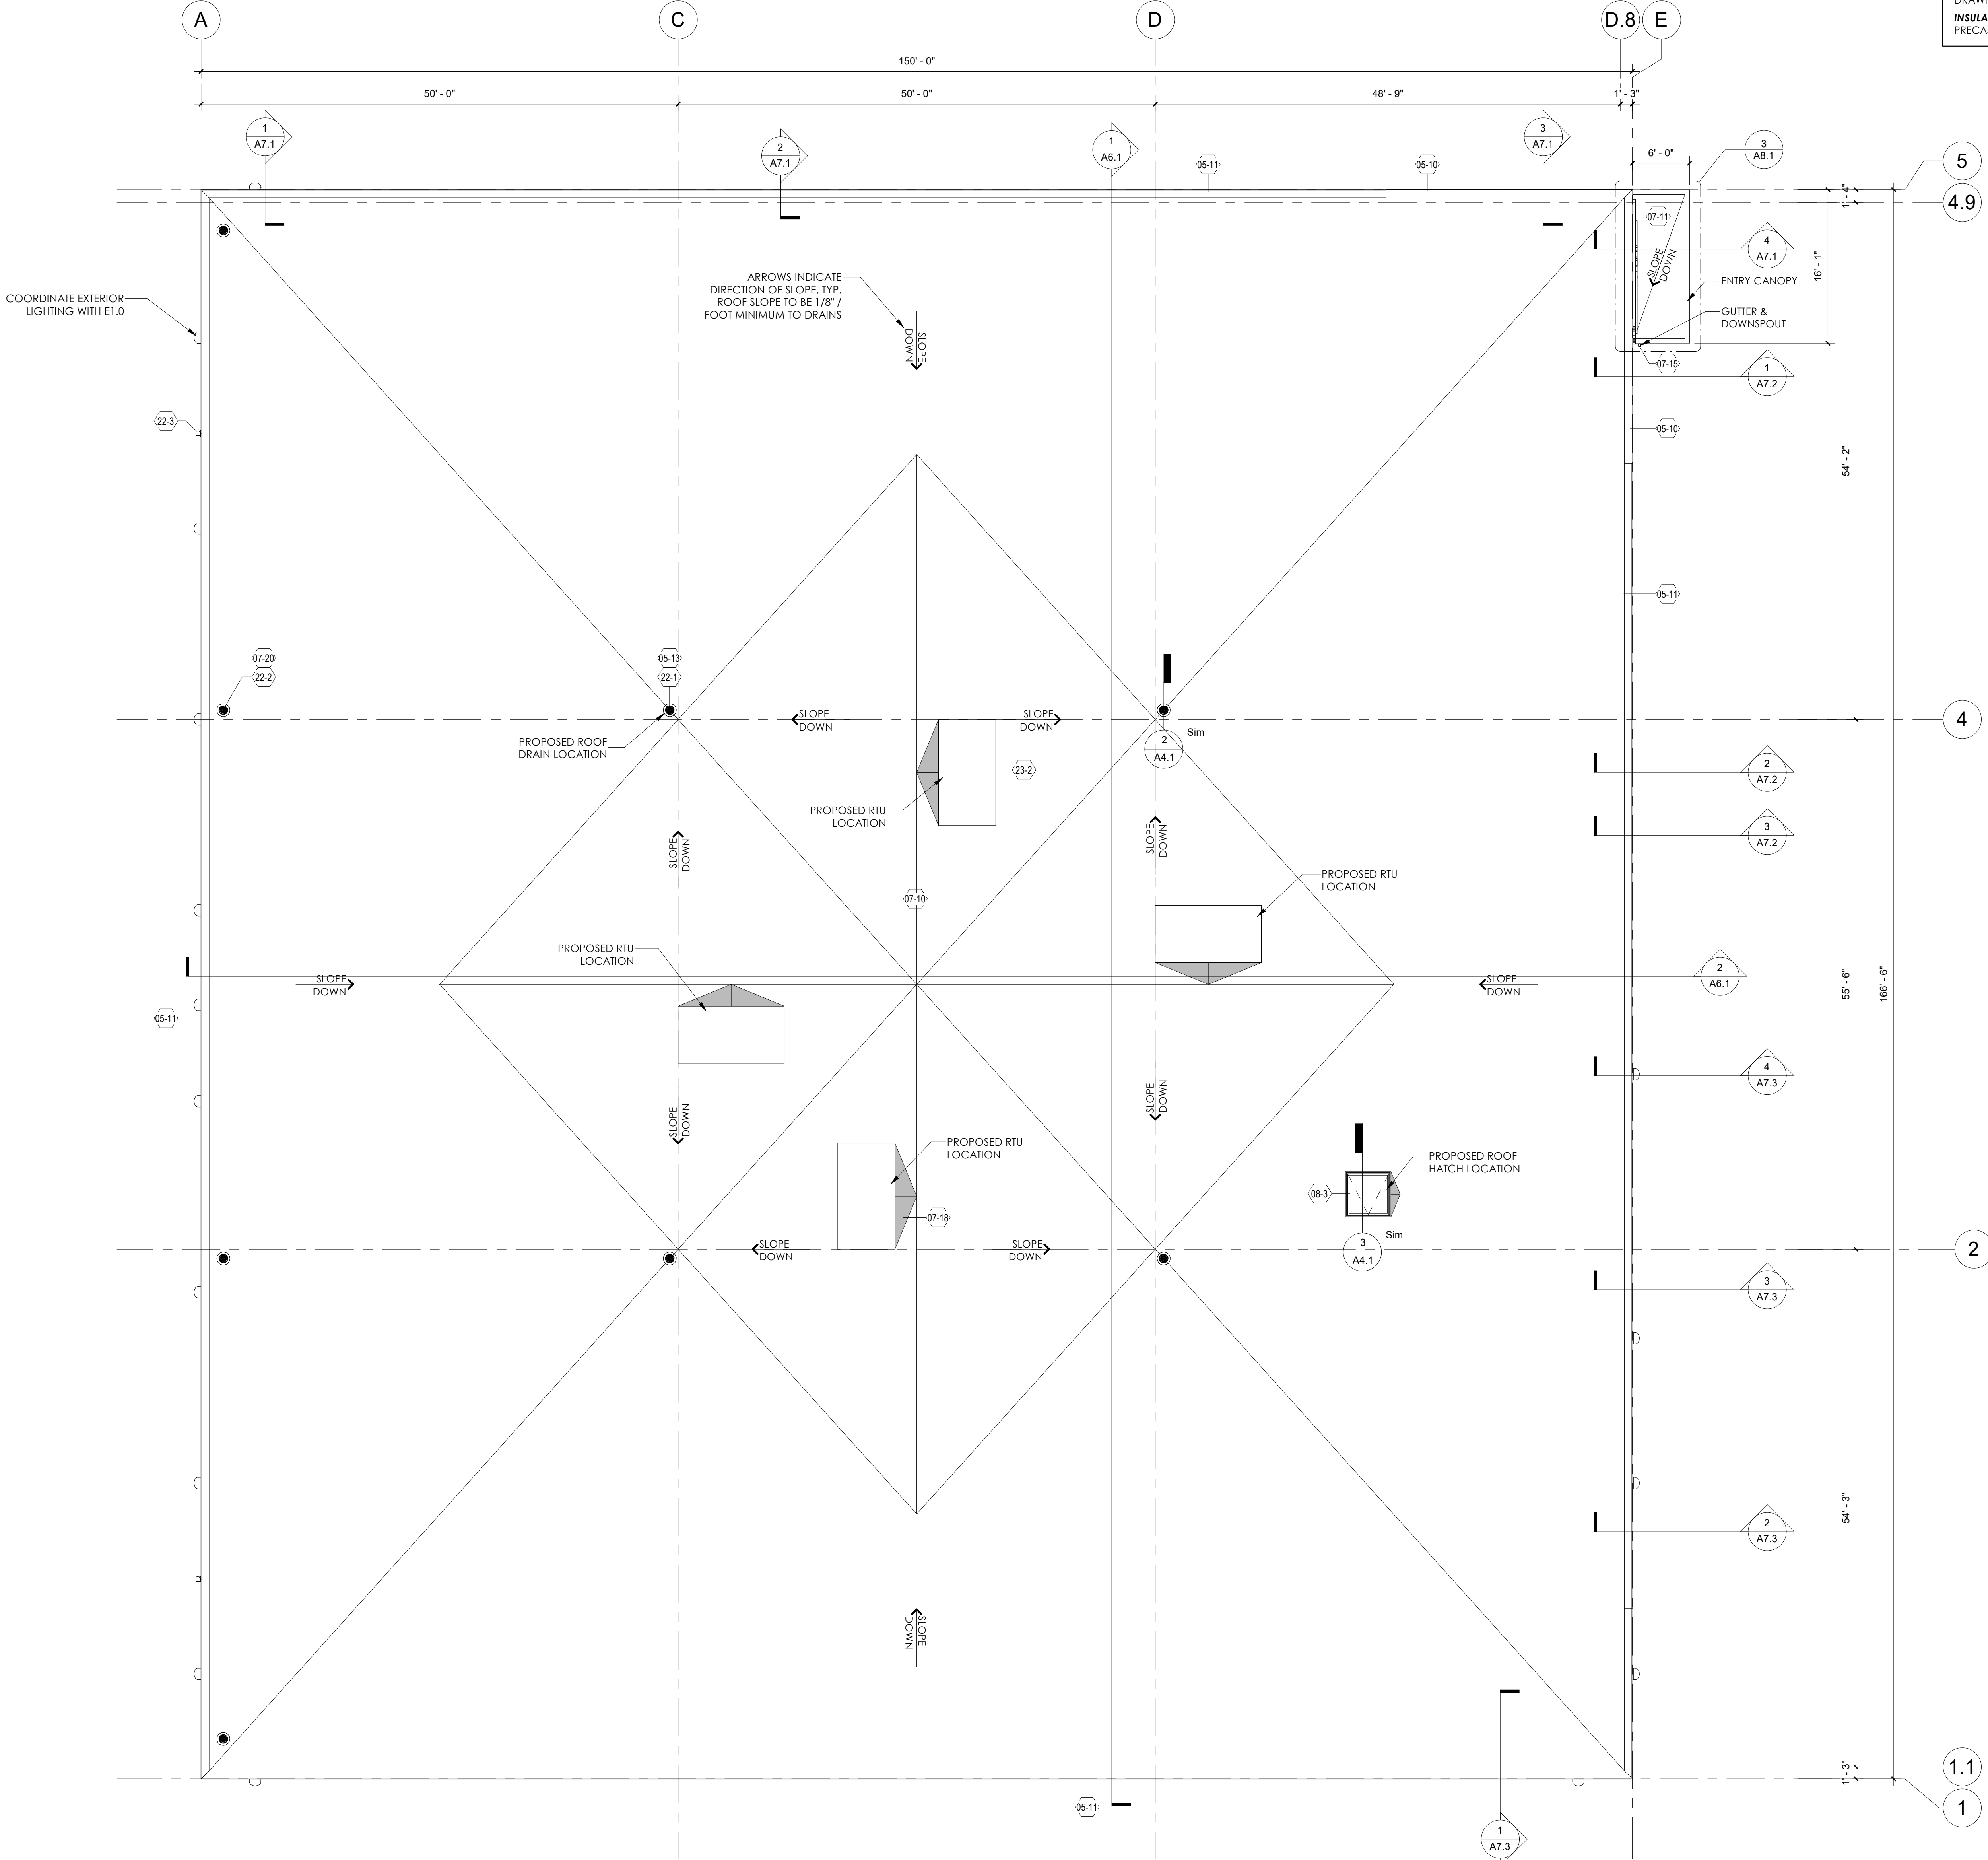 DRAWI
INSULA
PRECA
A
C
D
D.8
E
150' - 0"
50' - 0"
50' - 0"
48' - 9"
1' - 3"
1
A7.1
2
A7.1
1
A6.1
3
A7.1
05-11
05-10
6' - 0"
3
A8.1
5
4.9
1' - 4"
07-11
4
A7.1
SLOPE
DOWN
16' - 1"
ENTRY CANOPY
GUTTER &
DOWNSPOUT
07-15
1
A7.2
COORDINATE EXTERIOR
LIGHTING WITH E1.0
ARROWS INDICATE
DIRECTION OF SLOPE, TYP.
ROOF SLOPE TO BE 1/8" /
FOOT MINIMUM TO DRAINS
SLOPE
DOWN
22-3
05-10
54' - 2"
05-11
07-20
22-2
05-13
22-1
PROPOSED ROOF
DRAIN LOCATION
SLOPE
DOWN
SLOPE
DOWN
Sim
2
A4.1
4
23-2
PROPOSED RTU
LOCATION
2
A7.2
3
A7.2
SLOPE
DOWN
SLOPE
DOWN
07-10
PROPOSED RTU
LOCATION
PROPOSED RTU
LOCATION
SLOPE
DOWN
SLOPE
DOWN
2
A6.1
55' - 6"
166' - 6"
05-11
4
A7.3
SLOPE
DOWN
SLOPE
DOWN
PROPOSED RTU
LOCATION
07-18
PROPOSED ROOF
HATCH LOCATION
08-3
Sim
3
A4.1
SLOPE
DOWN
SLOPE
DOWN
2
3
A7.3
54' - 3"
2
A7.3
SLOPE
DOWN
1.1
1' - 3"
1
05-11
1
A7.3